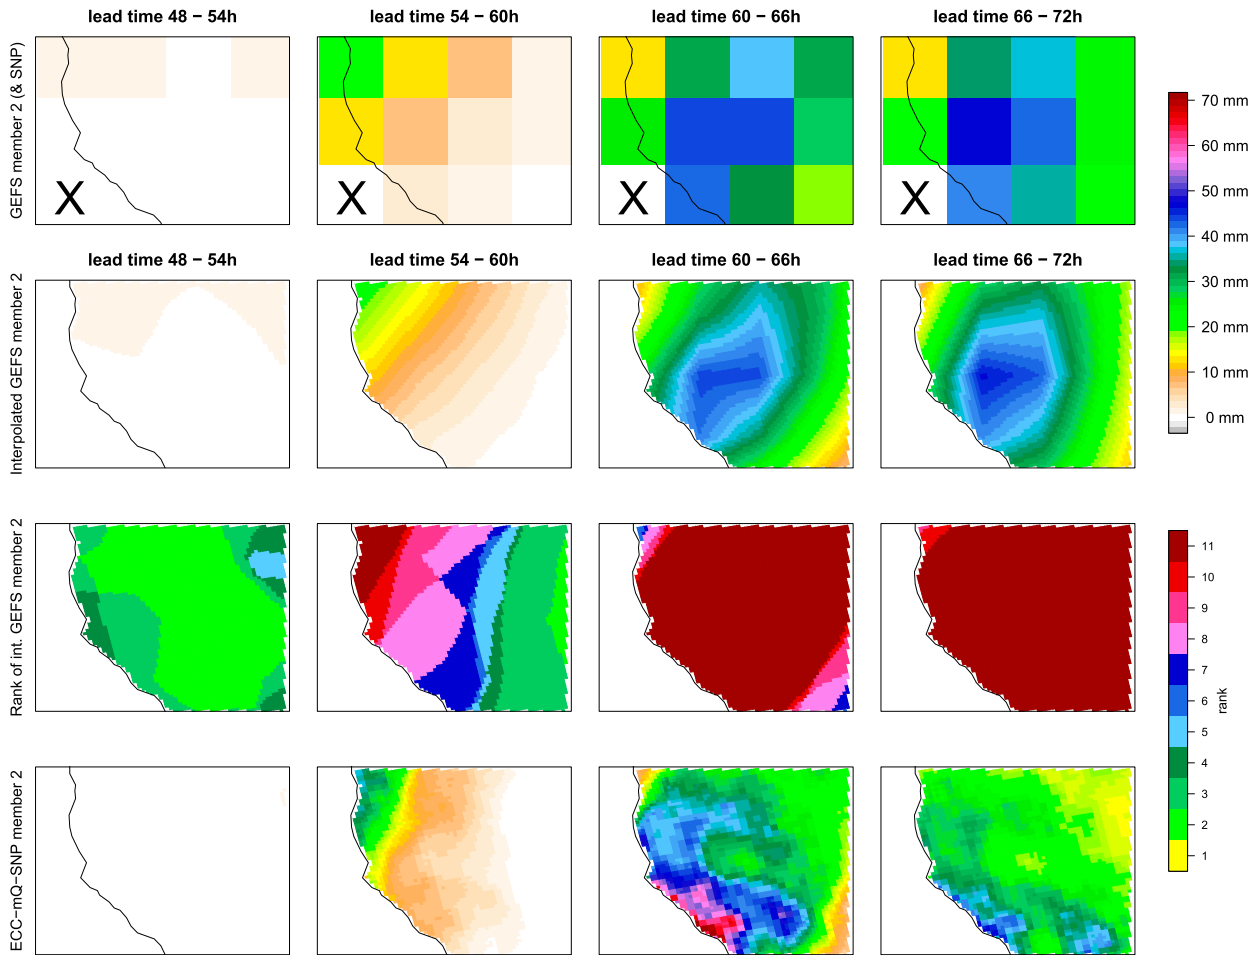 lead time 48 − 54h
lead time 54 − 60h
lead time 60 − 66h
lead time 66 − 72h
GEFS member 2 (& SNP)
X
X
X
X
70 mm
60 mm
50 mm
40 mm
30 mm
20 mm
10 mm
0 mm
lead time 48 − 54h
lead time 54 − 60h
lead time 60 − 66h
lead time 66 − 72h
Interpolated GEFS member 2
Rank of int. GEFS member 2
11
10
9
8
7
6
5
4
3
2
1
rank
ECC−mQ−SNP member 2